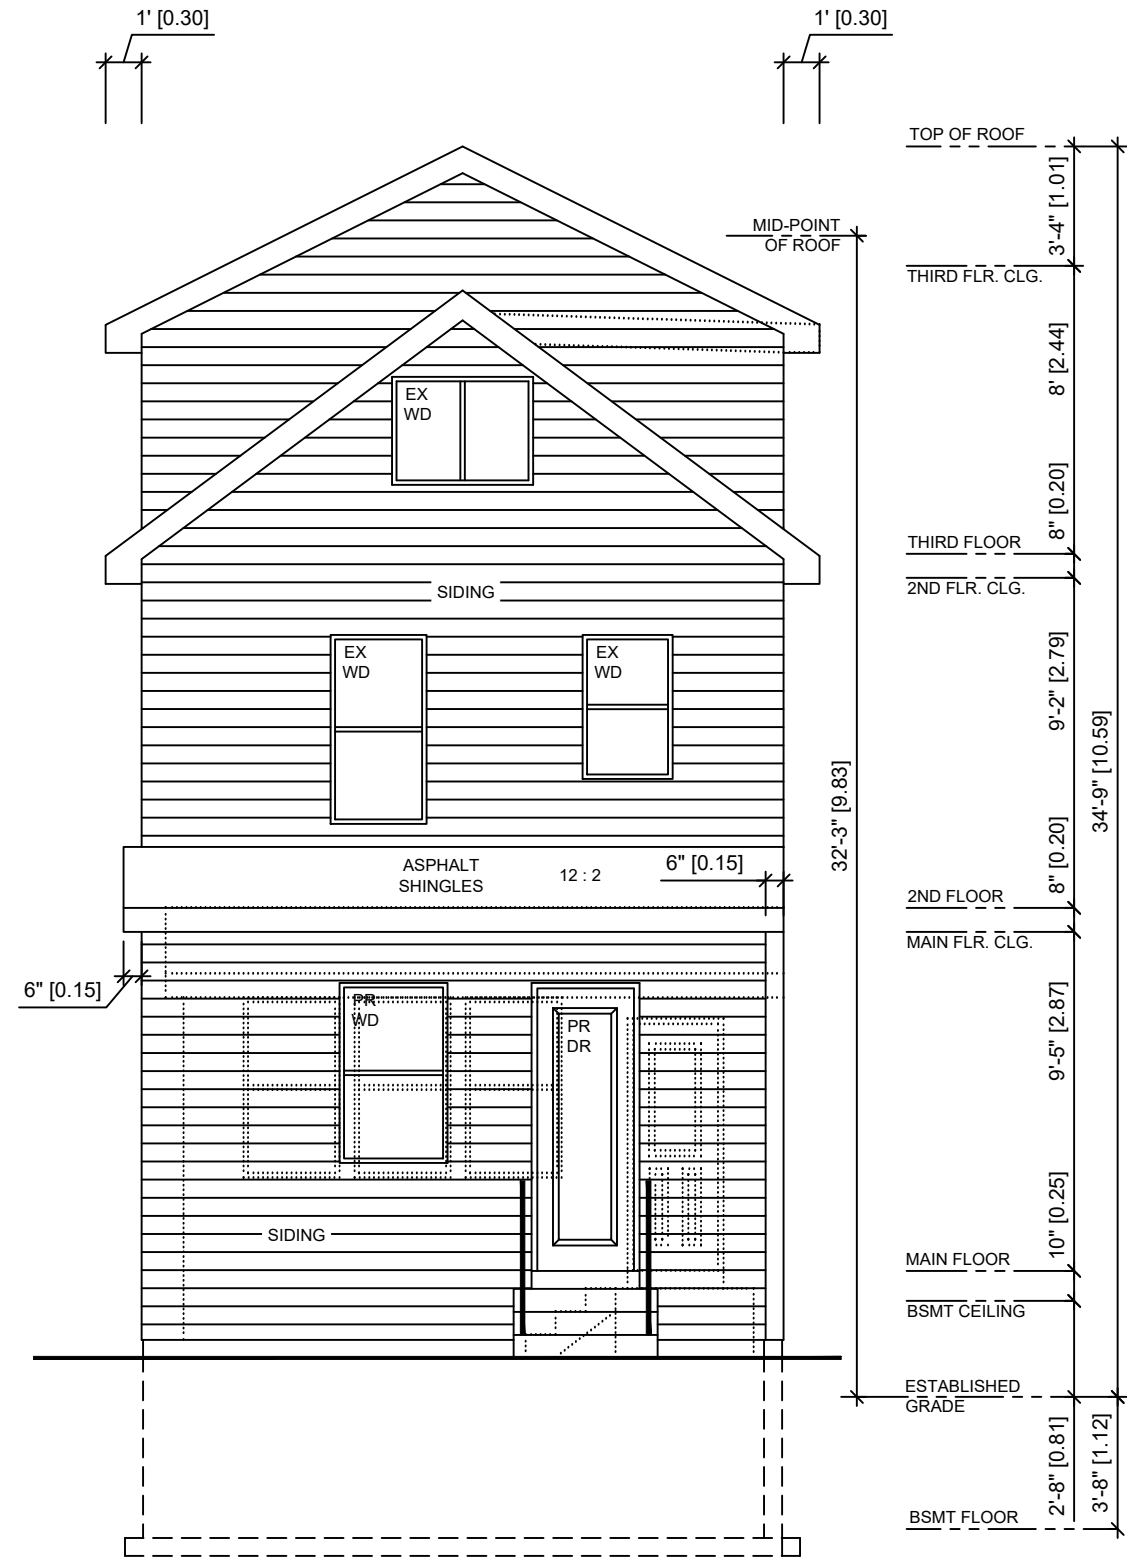 1' [0.30]
1' [0.30]
TOP OF ROOF
3'-4" [1.01]
MID-POINT
OF ROOF
THIRD FLR. CLG.
8' [2.44]
EX
WD
8" [0.20]
THIRD FLOOR
2ND FLR. CLG.
SIDING
EX
WD
EX
WD
9'-2" [2.79]
34'-9" [10.59]
32'-3" [9.83]
ASPHALT
SHINGLES
12 : 2
6" [0.15]
8" [0.20]
2ND FLOOR
MAIN FLR. CLG.
6" [0.15]
PR
WD
PR
DR
9'-5" [2.87]
SIDING
10" [0.25]
MAIN FLOOR
BSMT CEILING
ESTABLISHED
GRADE
2'-8" [0.81]
3'-8" [1.12]
BSMT FLOOR